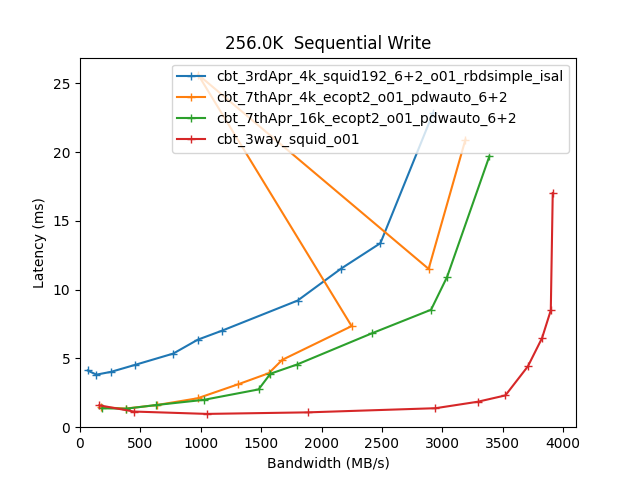 256.0K  Sequential Write
cbt_3rdApr_4k_squid192_6+2_o01_rbdsimple_isal
cbt_7thApr_4k_ecopt2_o01_pdwauto_6+2
cbt_7thApr_16k_ecopt2_o01_pdwauto_6+2
cbt_3way_squid_o01
Latency (ms)
25
20
15
10
5
0
0 500 1000 1500 2000 2500 3000 3500 4000
Bandwidth (MB/s)